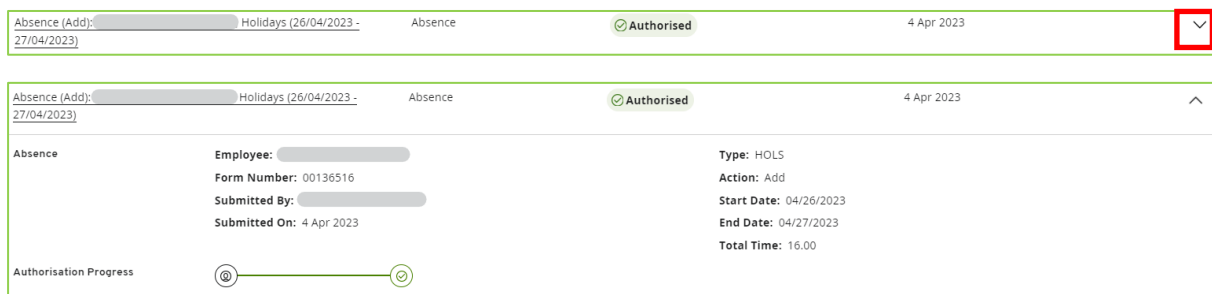 Absence (Add): Holidays (26/04/2023 - Absence Authorised 4 Apr 2023
27/04/2023)
Absence (Add): Holidays (26/04/2023 - Absence Authorised 4 Apr 2023
27/04/2023)
Absence Employee: Type: HOLS
Form Number: 00136516 Action: Add
Submitted By: Start Date: 04/26/2023
Submitted On: 4 Apr 2023 End Date: 04/27/2023
Total Time: 16.00
Authorisation Progress